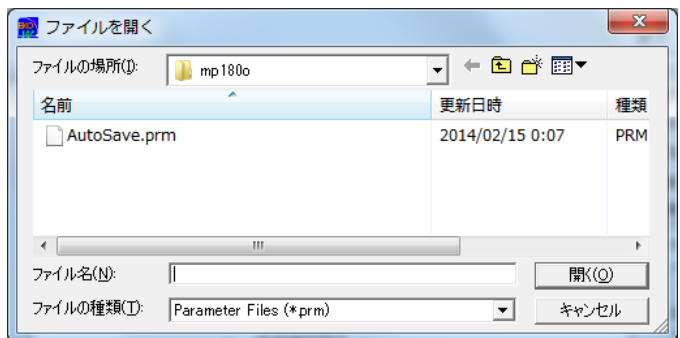 ファイルを開く
ファイルの場所(I):
mp180o
名前
更新日時
種類
AutoSave.prm
2014/02/15 0:07
PRM
ファイル名(N):
開く(O)
ファイルの種類(T):
Parameter Files (*prm)
キャンセル